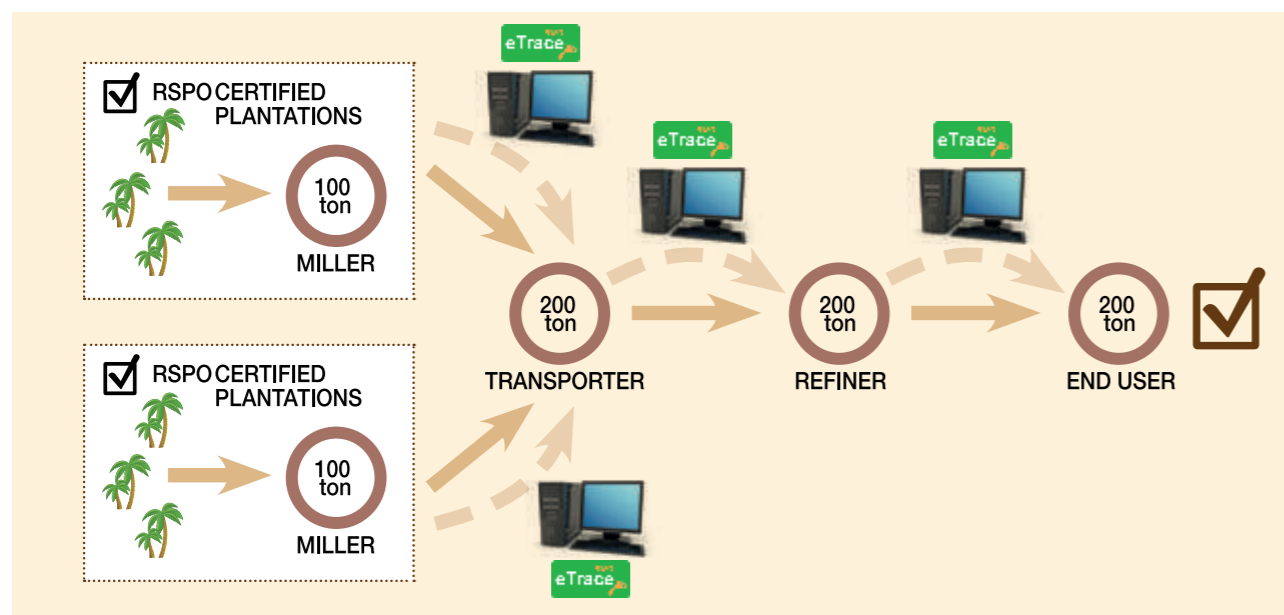 eTrace
RSPO CERTIFIED
PLANTATIONS
100
ton
MILLER
eTrace
eTrace
200
ton
TRANSPORTER
200
ton
REFINER
200
ton
END USER
RSPO CERTIFIED
PLANTATIONS
100
ton
MILLER
eTrace